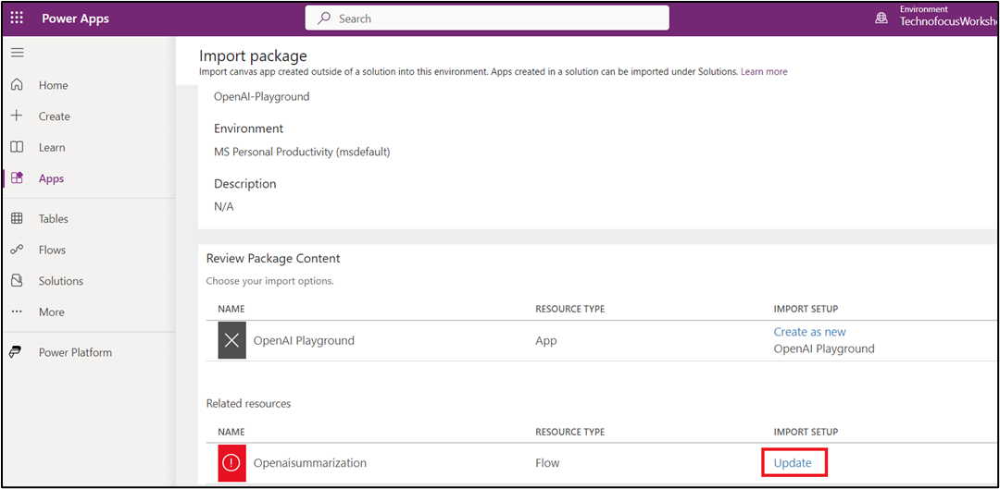 Power Apps
Search
Environment
TechnofocusWorksh
Import package
Import canvas app created outside of a solution into this environment. Apps created in a solution can be imported under Solutions. Learn more
Home
Create
Learn
Apps
Tables
Flows
Solutions
More
Power Platform
OpenAI-Playground
Environment
MS Personal Productivity (msdefault)
Description
N/A
Review Package Content
Choose your import options.
NAME RESOURCE TYPE IMPORT SETUP
OpenAI Playground App Create as new
OpenAI Playground
Related resources
NAME RESOURCE TYPE IMPORT SETUP
Openaisummarization Flow Update